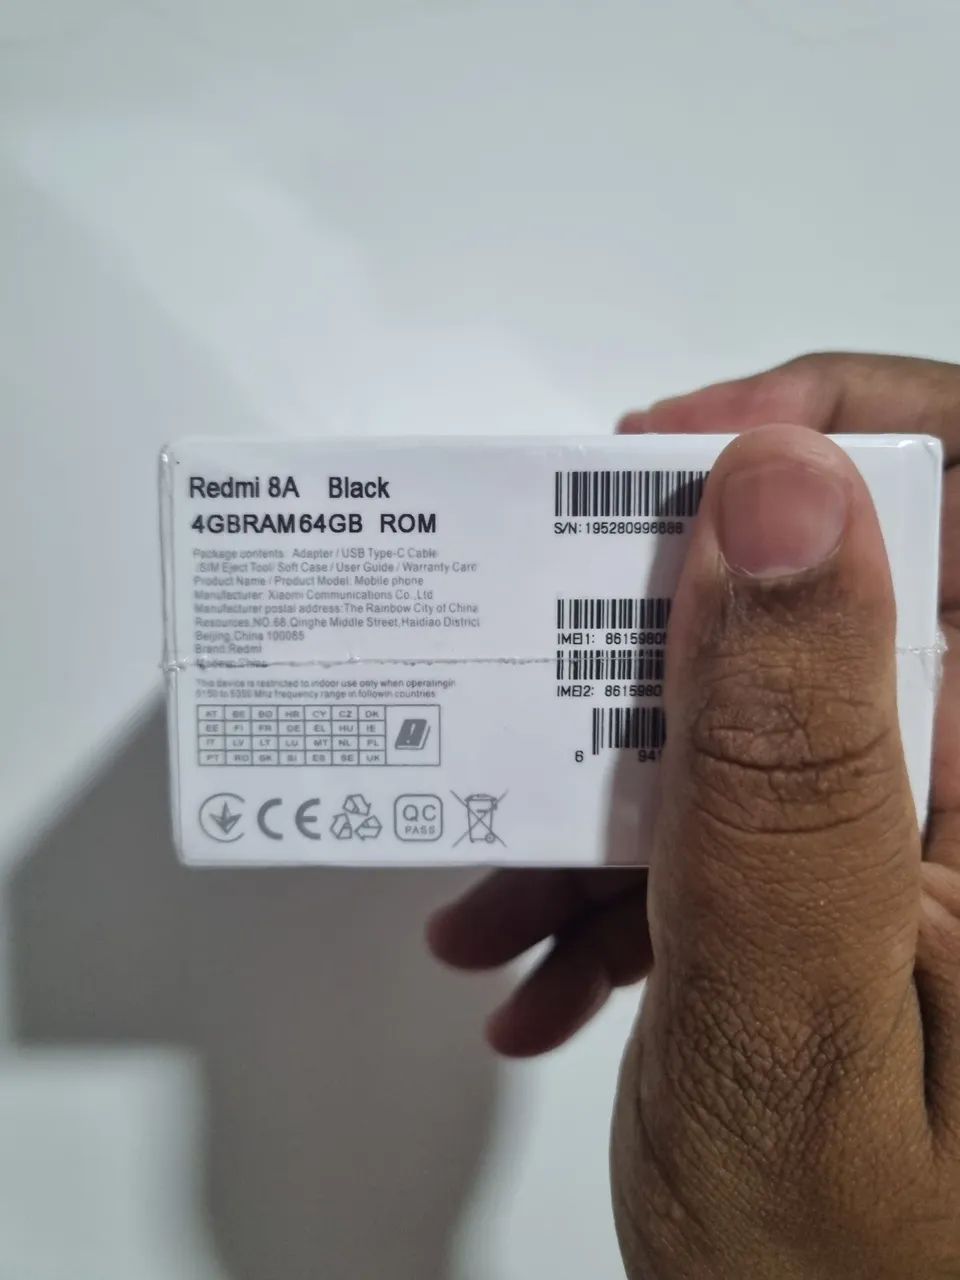 Redmi 8A Black
4GBRAM64GB ROM
Package contents: Adapter / USB Type-C Cable
/SIM Eject Tool/ Soft Case / User Guide / Warranty Card
Product Name / Product Model: Mobile phone
Manufacturer: Xiaomi Communications Co.,Ltd
Manufacturer postal address:The Rainbow City of China
Resources,NO.68,Qinghe Middle Street,Haidiao District
Beijing,China 100085
Brand:Redmi
This device is restricted to indoor use only when operatingin
5150 to 5350 MHz frequency range in followin countries
AT BE BG HR CY CZ DK
EE FI FR DE EL HU IE
IT LV LT LU MT NL PL
PT RO SK SI ES SE UK
CE
QC
PASS
S/N: 195280998888
IMEI1: 8615980
IMEI2: 8615980
6 941